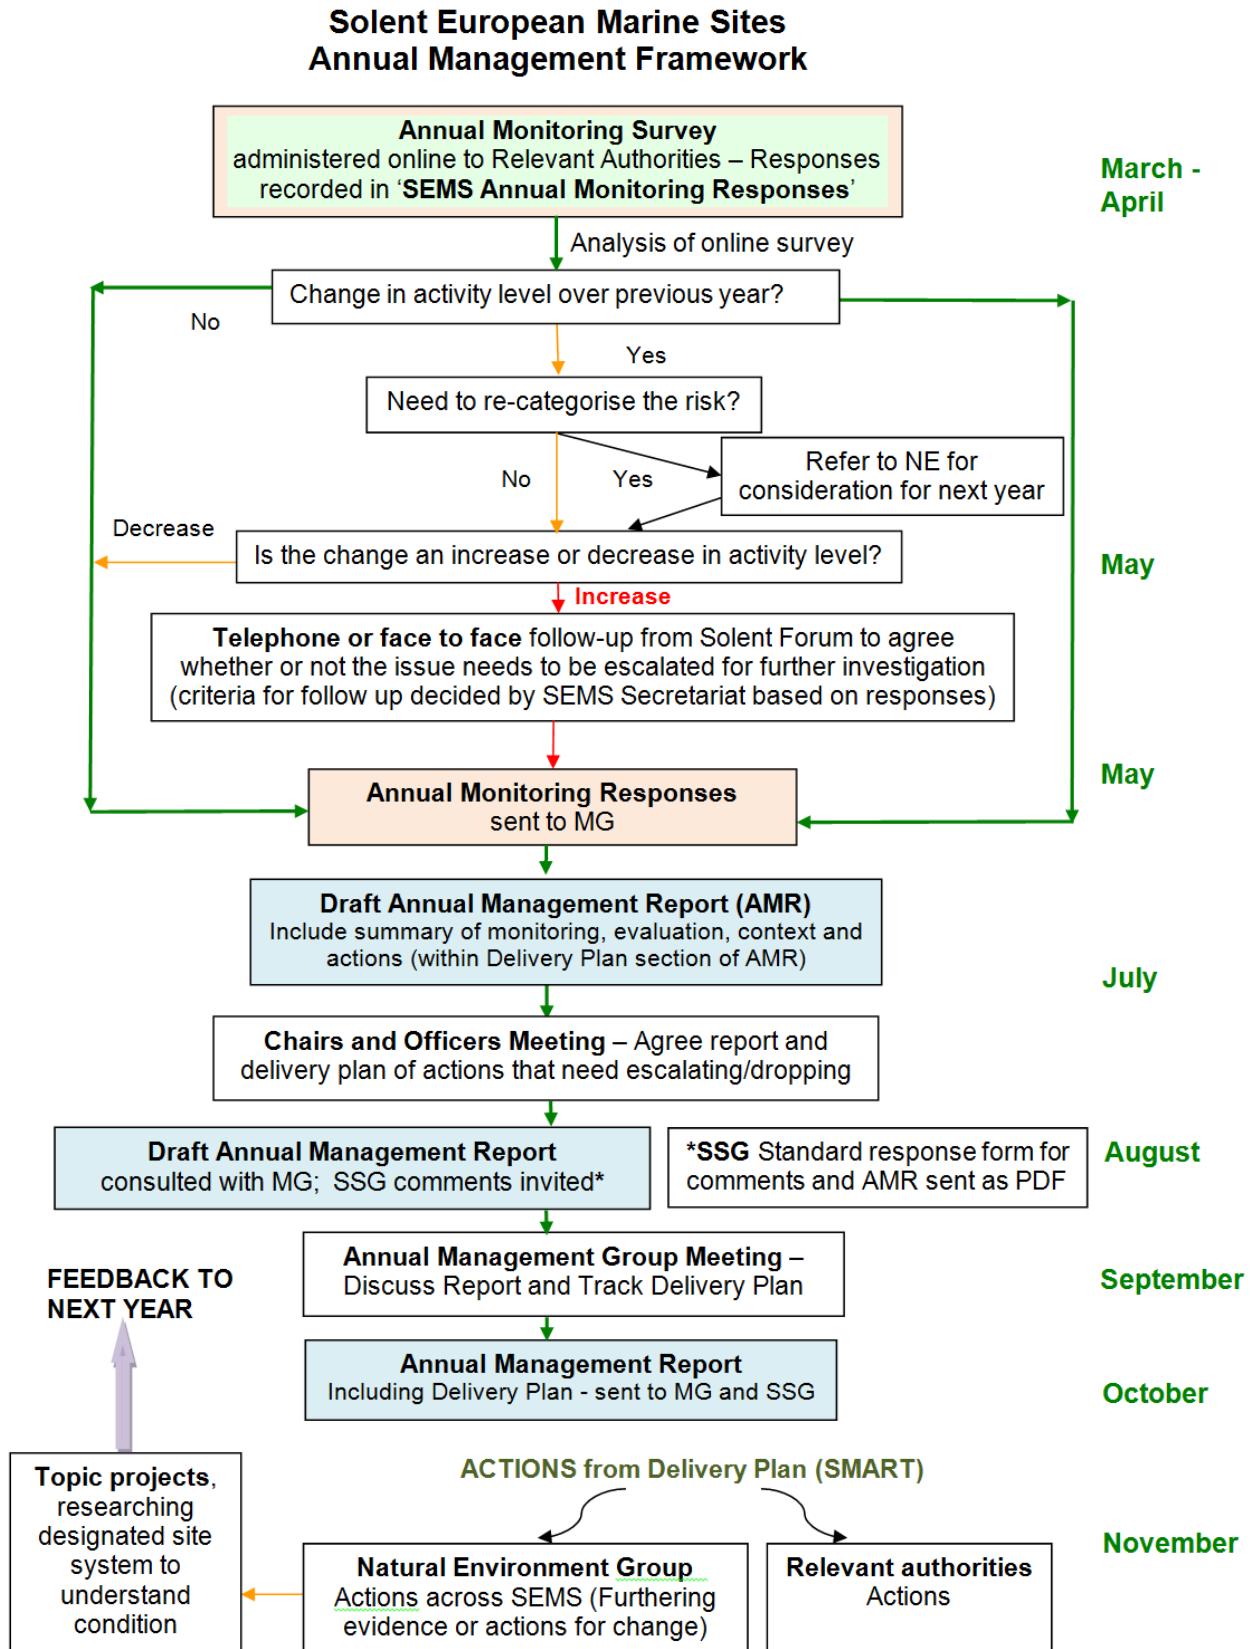 Solent European Marine Sites
Annual Management Framework
Annual Monitoring Survey
administered online to Relevant Authorities – Responses
recorded in ‘SEMS Annual Monitoring Responses’
March -
April
Analysis of online survey
Change in activity level over previous year?
No
Yes
Need to re-categorise the risk?
No
Yes
Refer to NE for
consideration for next year
Decrease
Is the change an increase or decrease in activity level?
May
Increase
Telephone or face to face follow-up from Solent Forum to agree
whether or not the issue needs to be escalated for further investigation
(criteria for follow up decided by SEMS Secretariat based on responses)
May
Annual Monitoring Responses
sent to MG
Draft Annual Management Report (AMR)
Include summary of monitoring, evaluation, context and
actions (within Delivery Plan section of AMR)
July
Chairs and Officers Meeting – Agree report and
delivery plan of actions that need escalating/dropping
Draft Annual Management Report
consulted with MG;  SSG comments invited*
*SSG Standard response form for
comments and AMR sent as PDF
August
Annual Management Group Meeting –
Discuss Report and Track Delivery Plan
September
FEEDBACK TO
NEXT YEAR
Annual Management Report
Including Delivery Plan - sent to MG and SSG
October
Topic projects,
researching
designated site
system to
understand
condition
ACTIONS from Delivery Plan (SMART)
November
Natural Environment Group
Actions across SEMS (Furthering
evidence or actions for change)
Relevant authorities
Actions